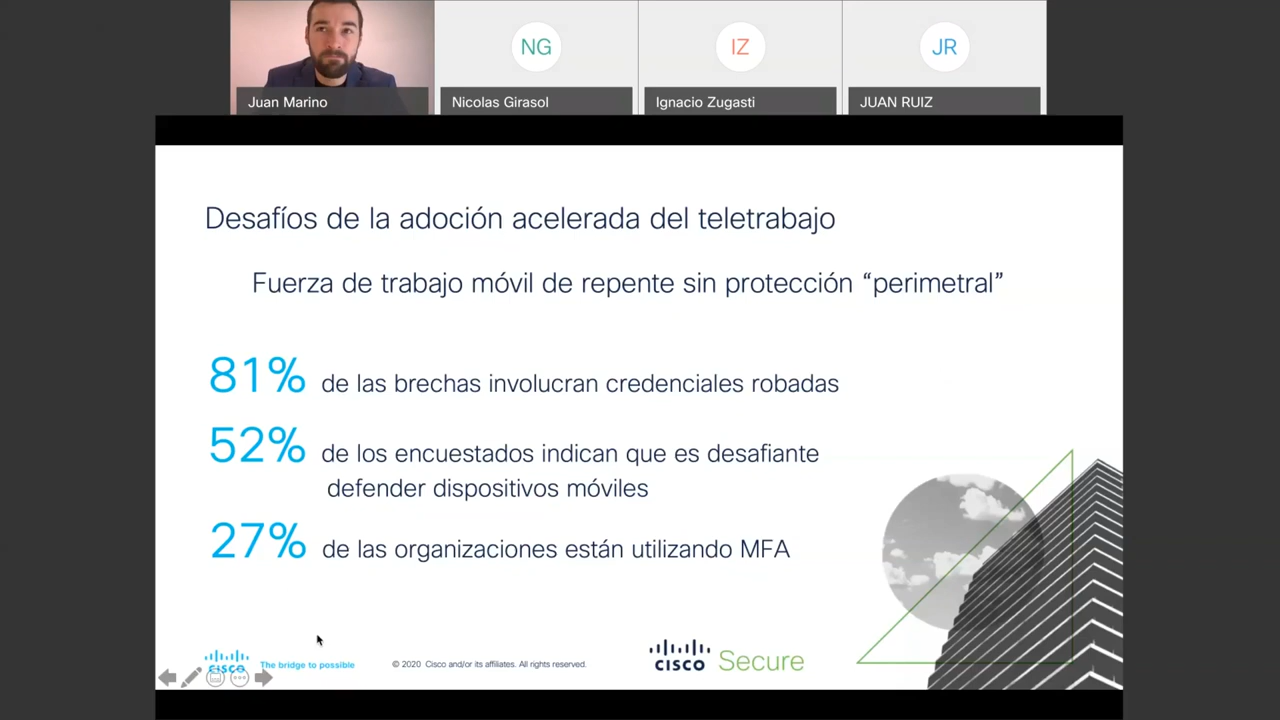 NG
IZ
JR
Juan Marino
Nicolas Girasol
Ignacio Zugasti
JUAN RUIZ
Desafíos de la adoción acelerada del teletrabajo
Fuerza de trabajo móvil de repente sin protección “perimetral”
81% de las brechas involucran credenciales robadas
52% de los encuestados indican que es desafiante
defender dispositivos móviles
27% de las organizaciones están utilizando MFA
CISCO The bridge to possible
© 2020 Cisco and/or its affiliates. All rights reserved.
CISCO Secure